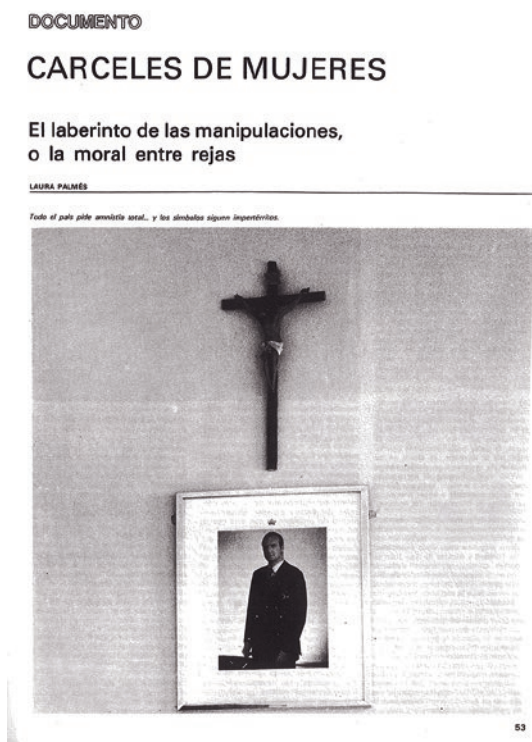 DOCUMENTO
CARCELES DE MUJERES
El laberinto de las manipulaciones,
o la moral entre rejas
LAURA PALMÉS
Todo el país pide amnistía total... y los símbolos siguen impertérritos.
53